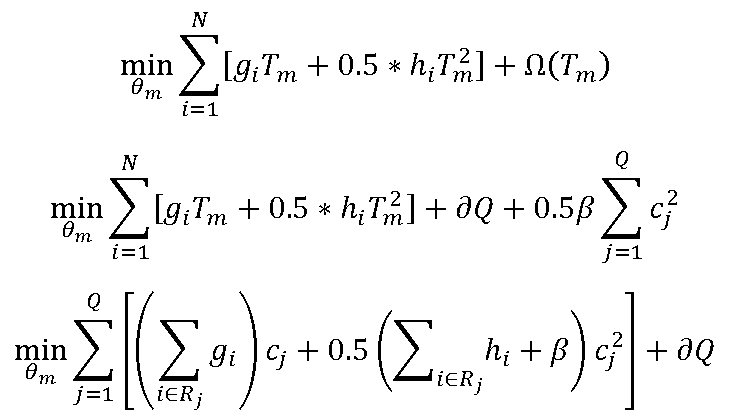 min_{θ_m} ∑_{i=1}^{N} [g_i T_m + 0.5 * h_i T_m^2] + Ω(T_m)
min_{θ_m} ∑_{i=1}^{N} [g_i T_m + 0.5 * h_i T_m^2] + ∂Q + 0.5β ∑_{j=1}^{Q} c_j^2
min_{θ_m} ∑_{j=1}^{Q} [(∑_{i∈R_j} g_i) c_j + 0.5 (∑_{i∈R_j} h_i + β) c_j^2] + ∂Q